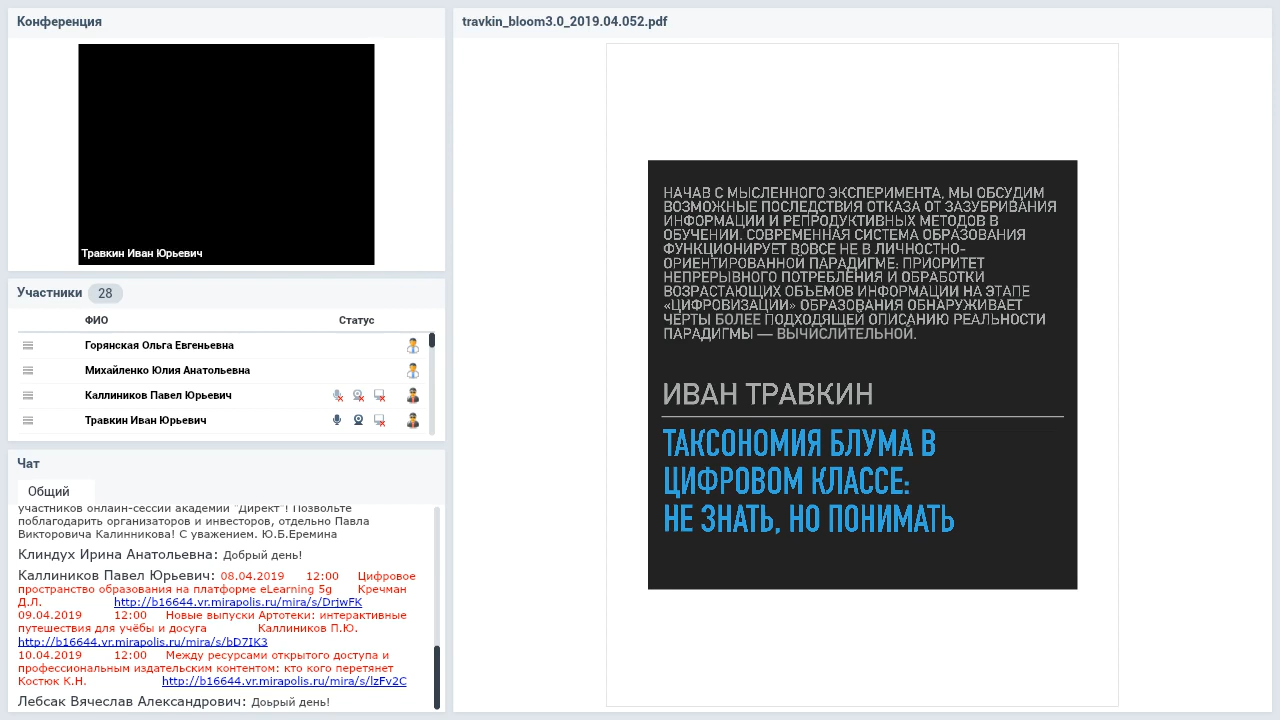 Конференция
Травкин Иван Юрьевич
Участники 28
ФИО Статус
Горянская Ольга Евгеньевна
Михайленко Юлия Анатольевна
Каллиников Павел Юрьевич
Травкин Иван Юрьевич
Чат
Общий
участников онлайн-сессии академии "Директ"! Позвольте
поблагодарить организаторов и инвесторов, отдельно Павла
Викторовича Калинникова! С уважением. Ю.Б.Еремина
Клиндух Ирина Анатольевна: Добрый день!
Каллиников Павел Юрьевич: 08.04.2019 12:00 Цифровое
пространство образования на платформе eLearning 5g Кречман
Д.Л. http://b16644.vr.mirapolis.ru/mira/s/DrjwFK
09.04.2019 12:00 Новые выпуски Артотеки: интерактивные
путешествия для учёбы и досуга Каллиников П.Ю.
http://b16644.vr.mirapolis.ru/mira/s/bD7IK3
10.04.2019 12:00 Между ресурсами открытого доступа и
профессиональным издательским контентом: кто кого перетянет
Костюк К.Н. http://b16644.vr.mirapolis.ru/mira/s/lzFv2C
Лебсак Вячеслав Александрович: Доьрый день!
travkin_bloom3.0_2019.04.052.pdf
НАЧАВ С МЫСЛЕННОГО ЭКСПЕРИМЕНТА, МЫ ОБСУДИМ
ВОЗМОЖНЫЕ ПОСЛЕДСТВИЯ ОТКАЗА ОТ ЗАЗУБРИВАНИЯ
ИНФОРМАЦИИ И РЕПРОДУКТИВНЫХ МЕТОДОВ В
ОБУЧЕНИИ. СОВРЕМЕННАЯ СИСТЕМА ОБРАЗОВАНИЯ
ФУНКЦИОНИРУЕТ ВОВСЕ НЕ В ЛИЧНОСТНО-
ОРИЕНТИРОВАННОЙ ПАРАДИГМЕ: ПРИОРИТЕТ
НЕПРЕРЫВНОГО ПОТРЕБЛЕНИЯ И ОБРАБОТКИ
ВОЗРАСТАЮЩИХ ОБЪЕМОВ ИНФОРМАЦИИ НА ЭТАПЕ
«ЦИФРОВИЗАЦИИ» ОБРАЗОВАНИЯ ОБНАРУЖИВАЕТ
ЧЕРТЫ БОЛЕЕ ПОДХОДЯЩЕЙ ОПИСАНИЮ РЕАЛЬНОСТИ
ПАРАДИГМЫ — ВЫЧИСЛИТЕЛЬНОЙ.
ИВАН ТРАВКИН
ТАКСОНОМИЯ БЛУМА В
ЦИФРОВОМ КЛАССЕ:
НЕ ЗНАТЬ, НО ПОНИМАТЬ